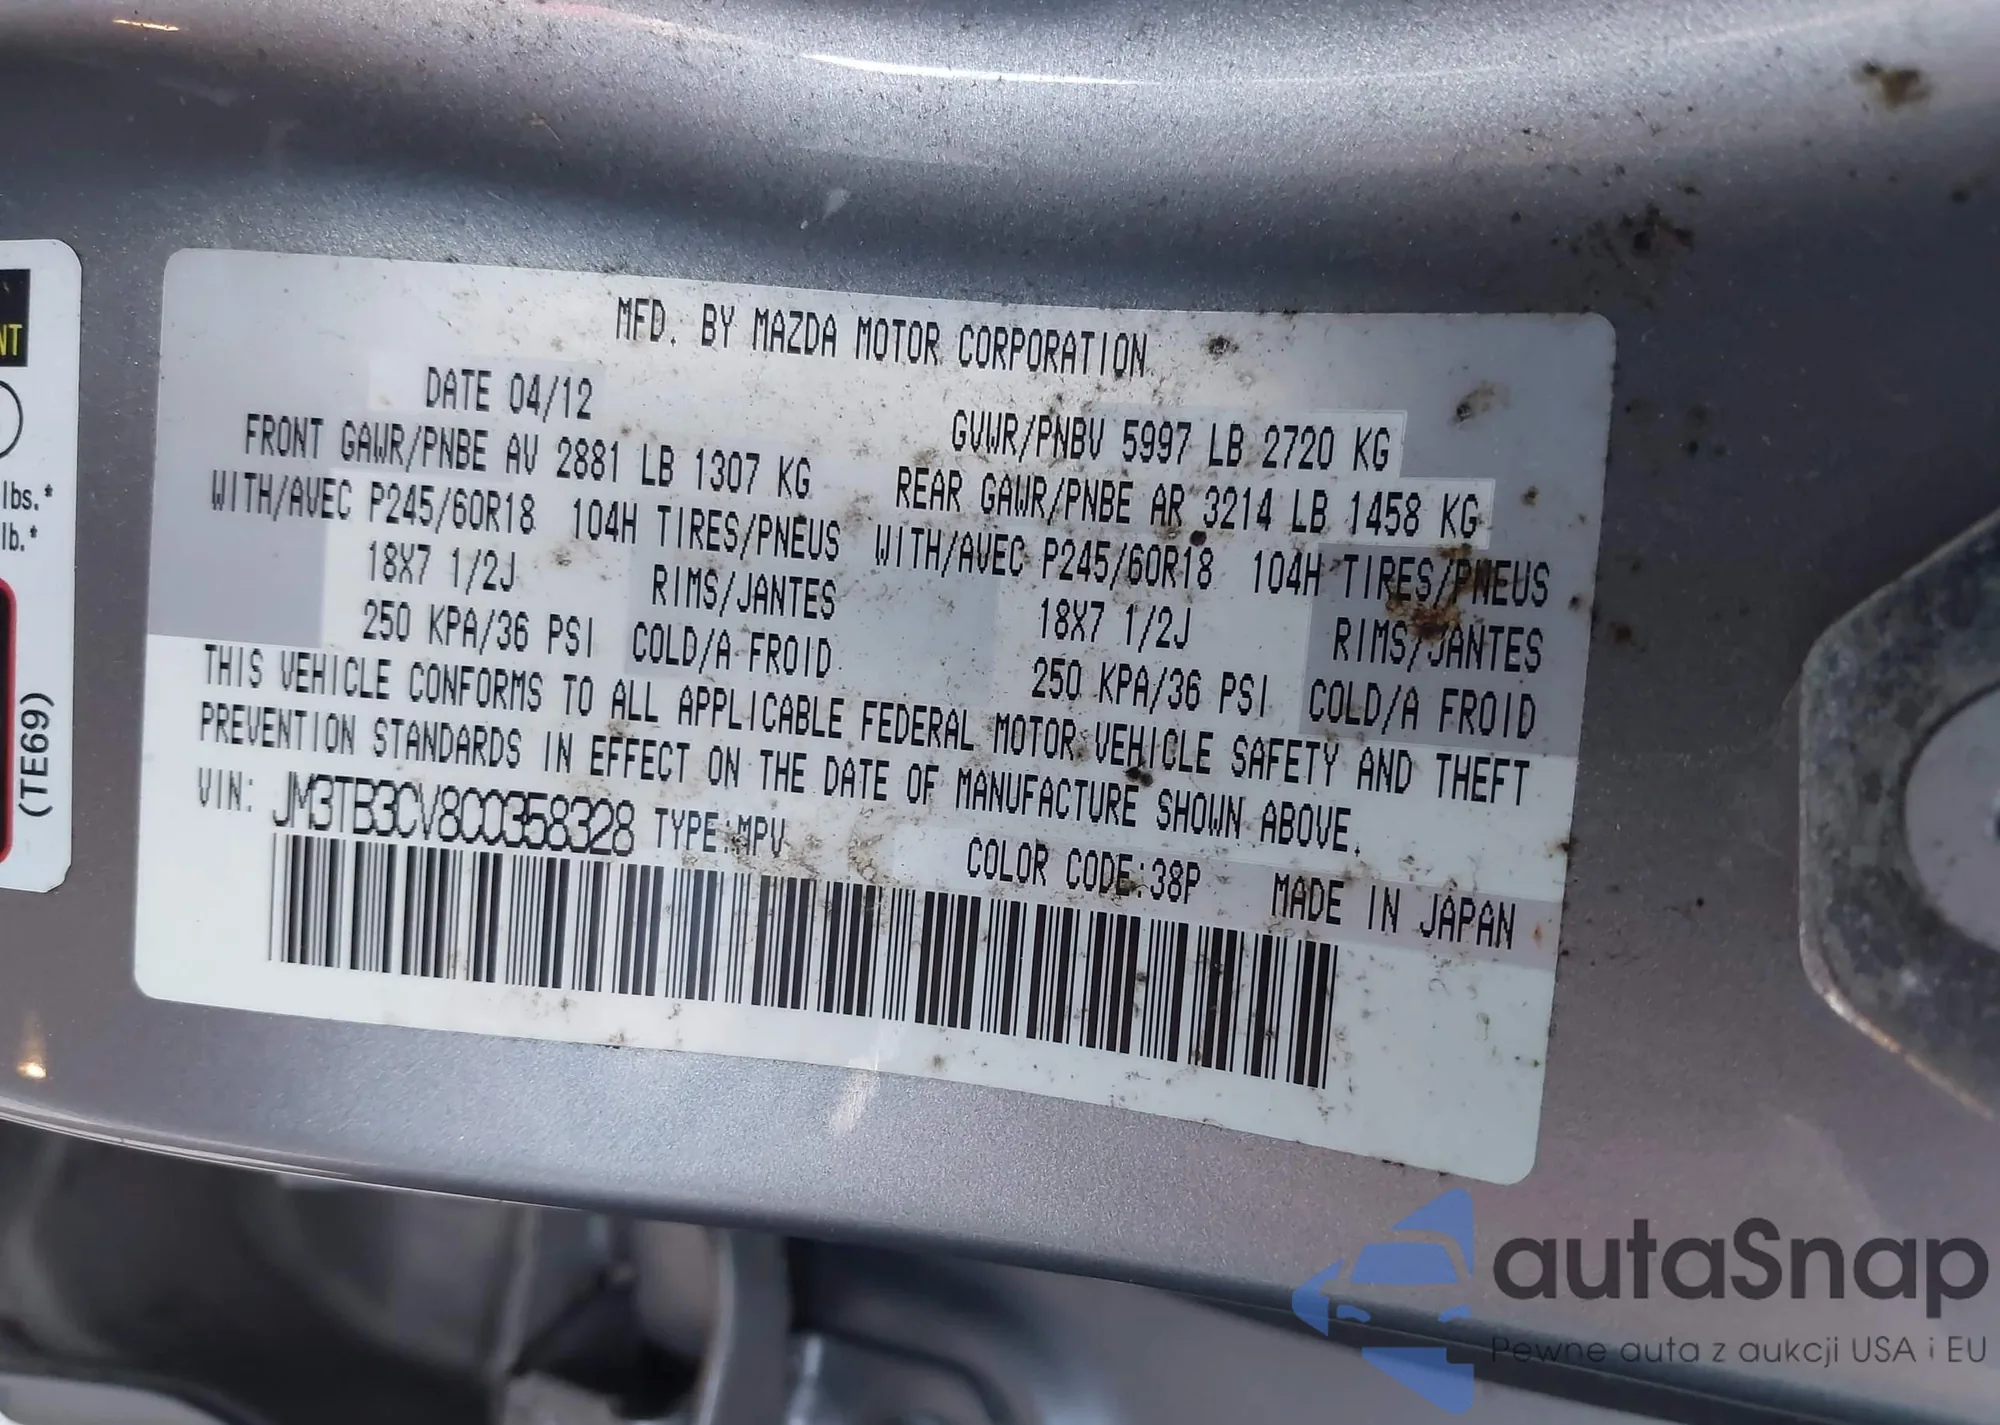 NT
lbs.*
lb.*
(TE69)
MFD. BY MAZDA MOTOR CORPORATION
DATE 04/12
GVWR/PNBV 5997 LB 2720 KG
FRONT GAWR/PNBE AV 2881 LB 1307 KG
REAR GAWR/PNBE AR 3214 LB 1458 KG
WITH/AVEC P245/60R18 104H TIRES/PNEUS
WITH/AVEC P245/60R18 104H TIRES/PNEUS
18X7 1/2J RIMS/JANTES
18X7 1/2J RIMS/JANTES
250 KPA/36 PSI COLD/A FROID
250 KPA/36 PSI COLD/A FROID
THIS VEHICLE CONFORMS TO ALL APPLICABLE FEDERAL MOTOR VEHICLE SAFETY AND THEFT
PREVENTION STANDARDS IN EFFECT ON THE DATE OF MANUFACTURE SHOWN ABOVE.
VIN: JM3TB3CV8C0358328 TYPE:MPV COLOR CODE:38P MADE IN JAPAN
autaSnap
Pewne auta z aukcji USA i EU